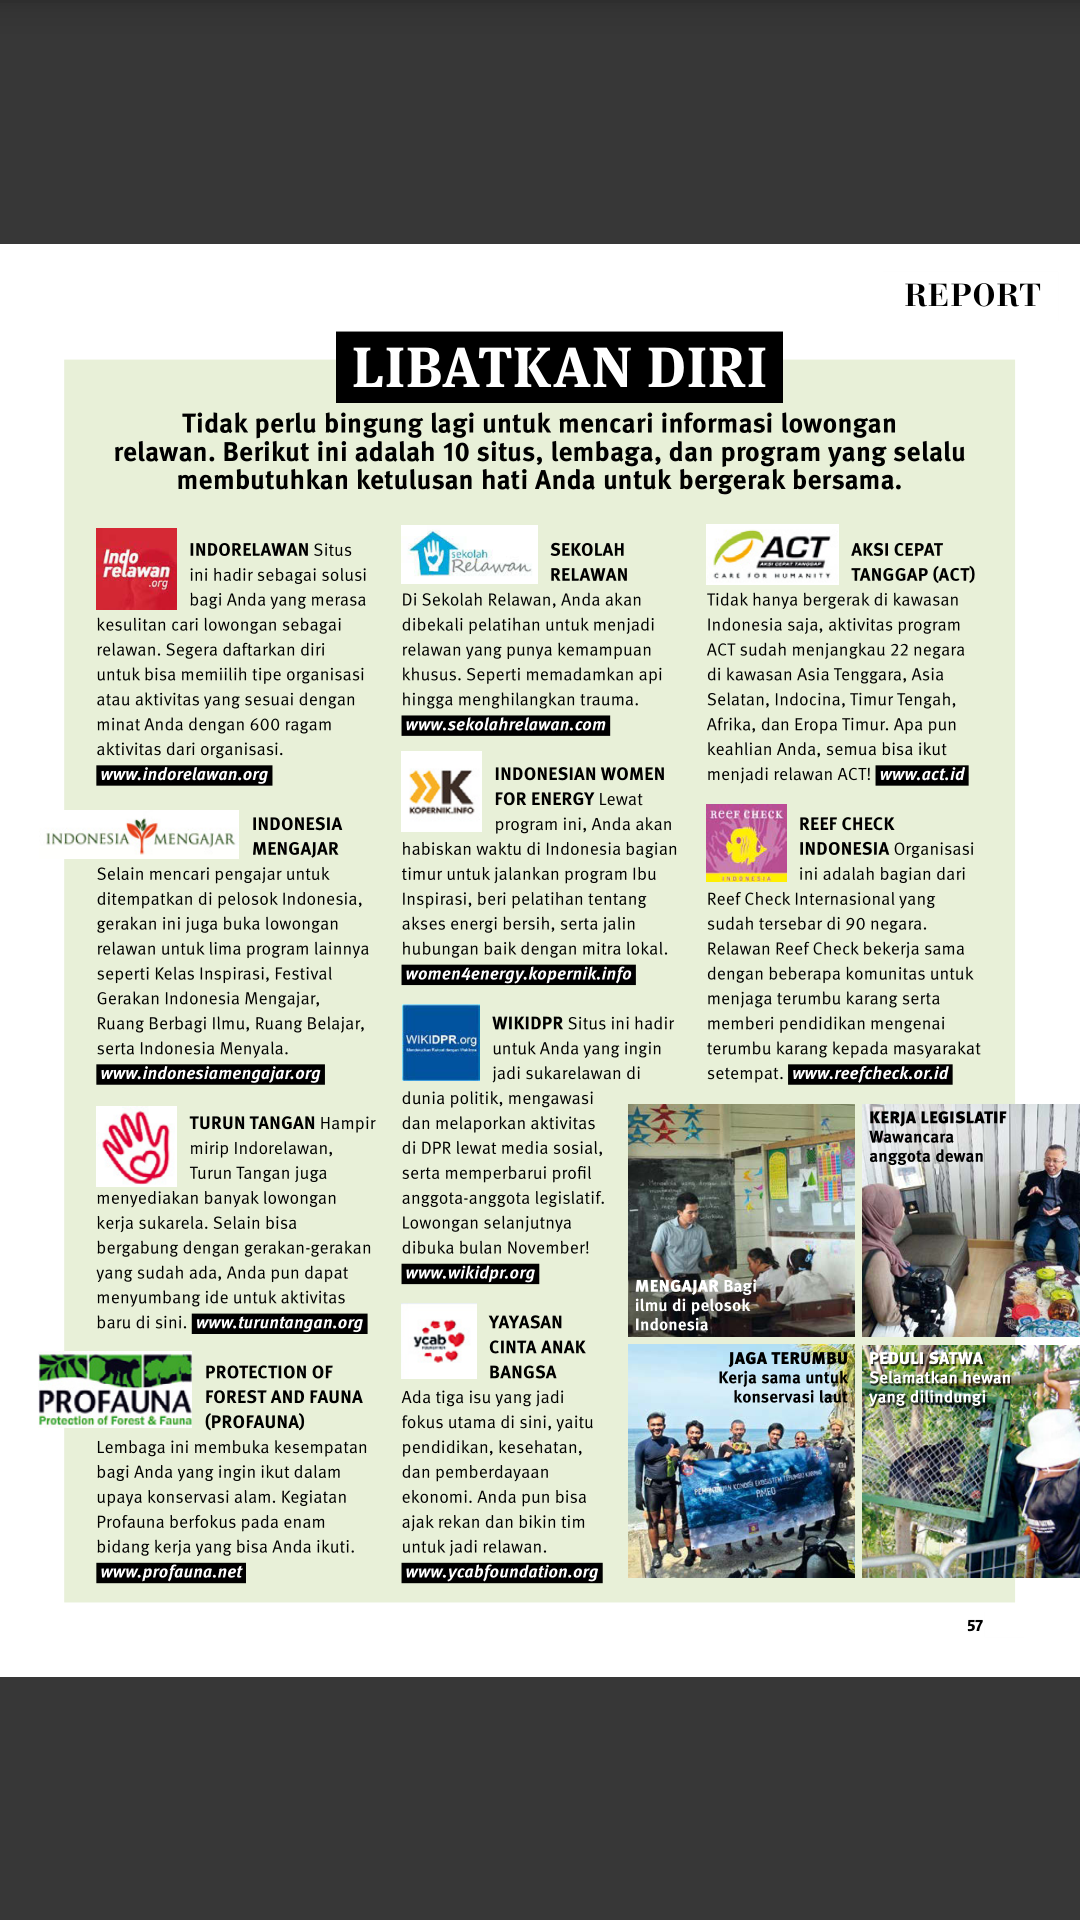 REPORT
LIBATKAN DIRI
Tidak perlu bingung lagi untuk mencari informasi lowongan
relawan. Berikut ini adalah 10 situs, lembaga, dan program yang selalu
membutuhkan ketulusan hati Anda untuk bergerak bersama.
Indo
relawan
.org
INDORELAWAN Situs
ini hadir sebagai solusi
bagi Anda yang merasa
kesulitan cari lowongan sebagai
relawan. Segera daftarkan diri
untuk bisa memiilih tipe organisasi
atau aktivitas yang sesuai dengan
minat Anda dengan 600 ragam
aktivitas dari organisasi.
www.indorelawan.org
INDONESIA MENGAJAR
INDONESIA
MENGAJAR
Selain mencari pengajar untuk
ditempatkan di pelosok Indonesia,
gerakan ini juga buka lowongan
relawan untuk lima program lainnya
seperti Kelas Inspirasi, Festival
Gerakan Indonesia Mengajar,
Ruang Berbagi Ilmu, Ruang Belajar,
serta Indonesia Menyala.
www.indonesiamengajar.org
TURUN TANGAN Hampir
mirip Indorelawan,
Turun Tangan juga
menyediakan banyak lowongan
kerja sukarela. Selain bisa
bergabung dengan gerakan-gerakan
yang sudah ada, Anda pun dapat
menyumbang ide untuk aktivitas
baru di sini. www.turuntangan.org
PROFAUNA
Protection of Forest & Fauna
PROTECTION OF
FOREST AND FAUNA
(PROFAUNA)
Lembaga ini membuka kesempatan
bagi Anda yang ingin ikut dalam
upaya konservasi alam. Kegiatan
Profauna berfokus pada enam
bidang kerja yang bisa Anda ikuti.
www.profauna.net
sekolah
Relawan
SEKOLAH
RELAWAN
Di Sekolah Relawan, Anda akan
dibekali pelatihan untuk menjadi
relawan yang punya kemampuan
khusus. Seperti memadamkan api
hingga menghilangkan trauma.
www.sekolahrelawan.com
K
KOPERNIK.INFO
INDONESIAN WOMEN
FOR ENERGY Lewat
program ini, Anda akan
habiskan waktu di Indonesia bagian
timur untuk jalankan program Ibu
Inspirasi, beri pelatihan tentang
akses energi bersih, serta jalin
hubungan baik dengan mitra lokal.
women4energy.kopernik.info
WIKIDPR.org
WIKIDPR Situs ini hadir
untuk Anda yang ingin
jadi sukarelawan di
dunia politik, mengawasi
dan melaporkan aktivitas
di DPR lewat media sosial,
serta memperbarui profil
anggota-anggota legislatif.
Lowongan selanjutnya
dibuka bulan November!
www.wikidpr.org
ycab
FOUNDATION
YAYASAN
CINTA ANAK
BANGSA
Ada tiga isu yang jadi
fokus utama di sini, yaitu
pendidikan, kesehatan,
dan pemberdayaan
ekonomi. Anda pun bisa
ajak rekan dan bikin tim
untuk jadi relawan.
www.ycabfoundation.org
ACT
AKSI CEPAT TANGGAP
CARE FOR HUMANITY
AKSI CEPAT
TANGGAP (ACT)
Tidak hanya bergerak di kawasan
Indonesia saja, aktivitas program
ACT sudah menjangkau 22 negara
di kawasan Asia Tenggara, Asia
Selatan, Indocina, Timur Tengah,
Afrika, dan Eropa Timur. Apa pun
keahlian Anda, semua bisa ikut
menjadi relawan ACT! www.act.id
REEF CHECK
INDONESIA
REEF CHECK
INDONESIA Organisasi
ini adalah bagian dari
Reef Check Internasional yang
sudah tersebar di 90 negara.
Relawan Reef Check bekerja sama
dengan beberapa komunitas untuk
menjaga terumbu karang serta
memberi pendidikan mengenai
terumbu karang kepada masyarakat
setempat. www.reefcheck.or.id
MENGAJAR Bagi
ilmu di pelosok
Indonesia
KERJA LEGISLATIF
Wawancara
anggota dewan
JAGA TERUMBU
Kerja sama untuk
konservasi laut
PEDULI SATWA
Selamatkan hewan
yang dilindungi
57